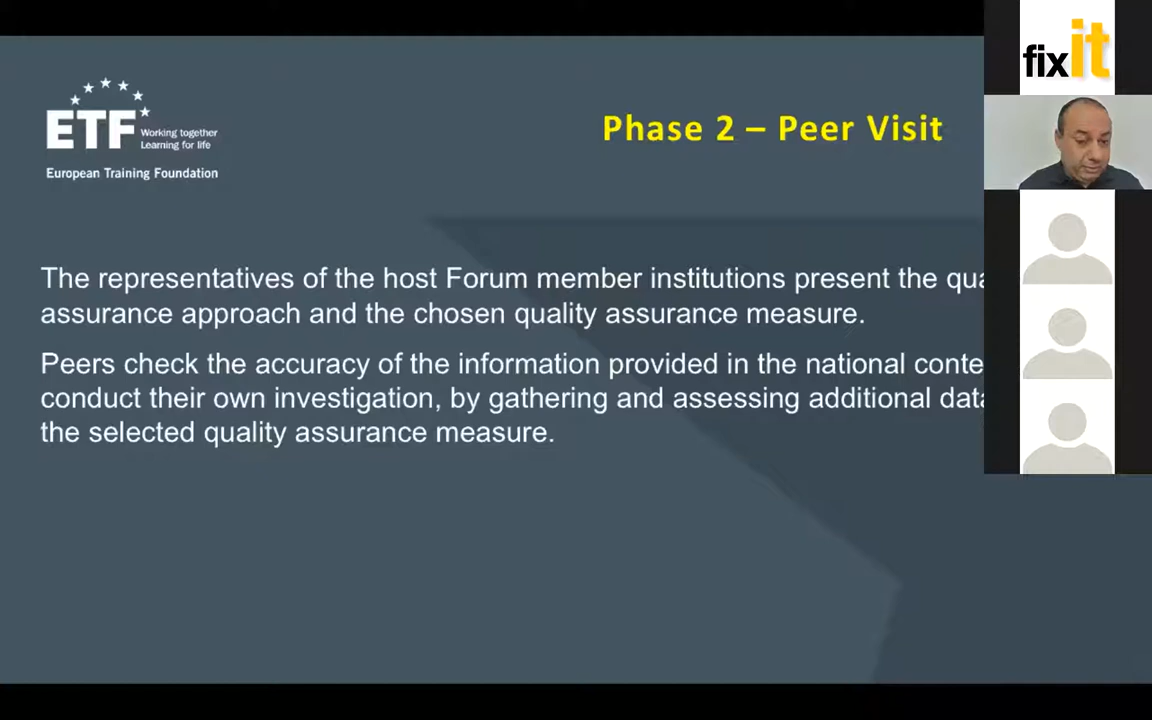 fixit
ETF
Working together
Learning for life
European Training Foundation
Phase 2 – Peer Visit
The representatives of the host Forum member institutions present the
assurance approach and the chosen quality assurance measure.
Peers check the accuracy of the information provided in the national
conduct their own investigation, by gathering and assessing additional
the selected quality assurance measure.